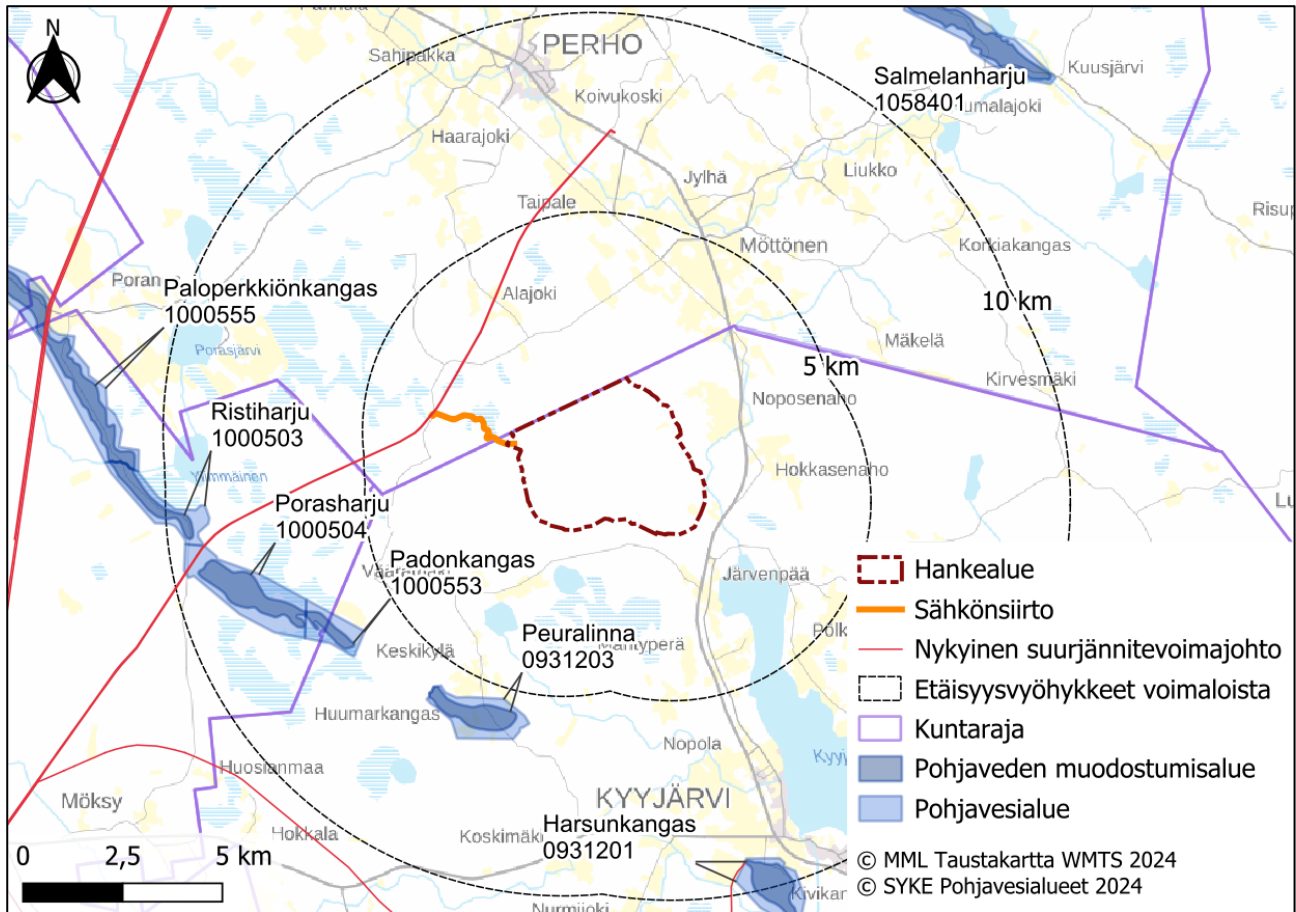 N
PERHO
Sahipakka
Koivukoski
Kuusjärvi
Salmelanharju
1058401
Haarajoki
Jylhä
Liukko
Taipale
Möttönen
Korkiakangas
Poran
Paloperkkiönkangas
1000555
Alajoki
10 km
Porasjärvi
Mäkelä
5 km
Kirvesmäki
Noposenaho
Ristiharju
1000503
Hokkasenaho
Porasharju
1000504
Padonkangas
1000553
Järvenpää
Peuralinna
0931203
Keskikylä
Huumarkangas
Nopola
Huosianmaa
KYYJÄRVI
Möksy
Hokkala
Koskimäki
Harsunkangas
0931201
Nurmijoki
0 2,5 5 km
Hankealue
Sähkönsiirto
Nykyinen suurjännitevoimajohto
Etäisyysvyöhykkeet voimaloista
Kuntaraja
Pohjaveden muodostumisalue
Pohjavesialue
© MML Taustakartta WMTS 2024
© SYKE Pohjavesialueet 2024